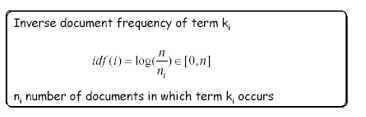 Inverse document frequency of term kᵢ
idf(i) = log(n/nᵢ) ∈ [0,n]
nᵢ number of documents in which term kᵢ occurs